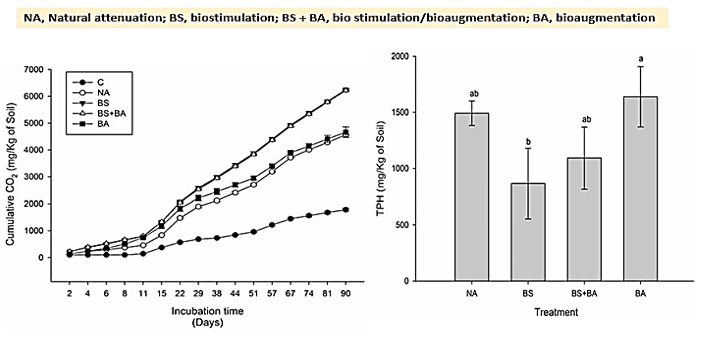 NA, Natural attenuation; BS, biostimulation; BS + BA, bio stimulation/bioaugmentation; BA, bioaugmentation
7000
6000
5000
4000
3000
2000
1000
0
Cumulative CO2 (mg/Kg of Soil)
C
NA
BS
BS+BA
BA
2 4 6 8 11 15 22 29 38 44 51 57 67 74 81 90
Incubation time
(Days)
2000
1500
1000
500
0
TPH (mg/Kg of Soil)
ab
b
ab
a
NA BS BS+BA BA
Treatment